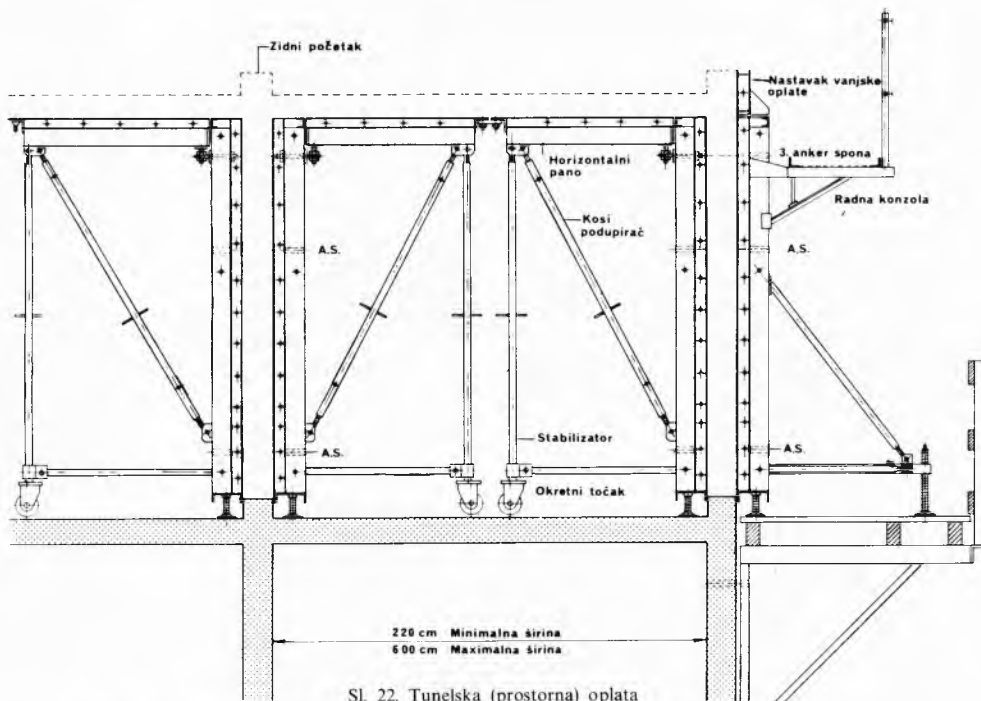 Zidni početak
Nastavak vanjske
oplate
3. anker spona
Horizontalni
pano
Radna konzola
Kosi
podupirač
A.S.
A.S.
Stabilizator
A.S.
A.S.
Okretni točak
220 cm Minimalna širina
600 cm Maximalna širina
Sl. 22. Tunelska (prostorna) oplata